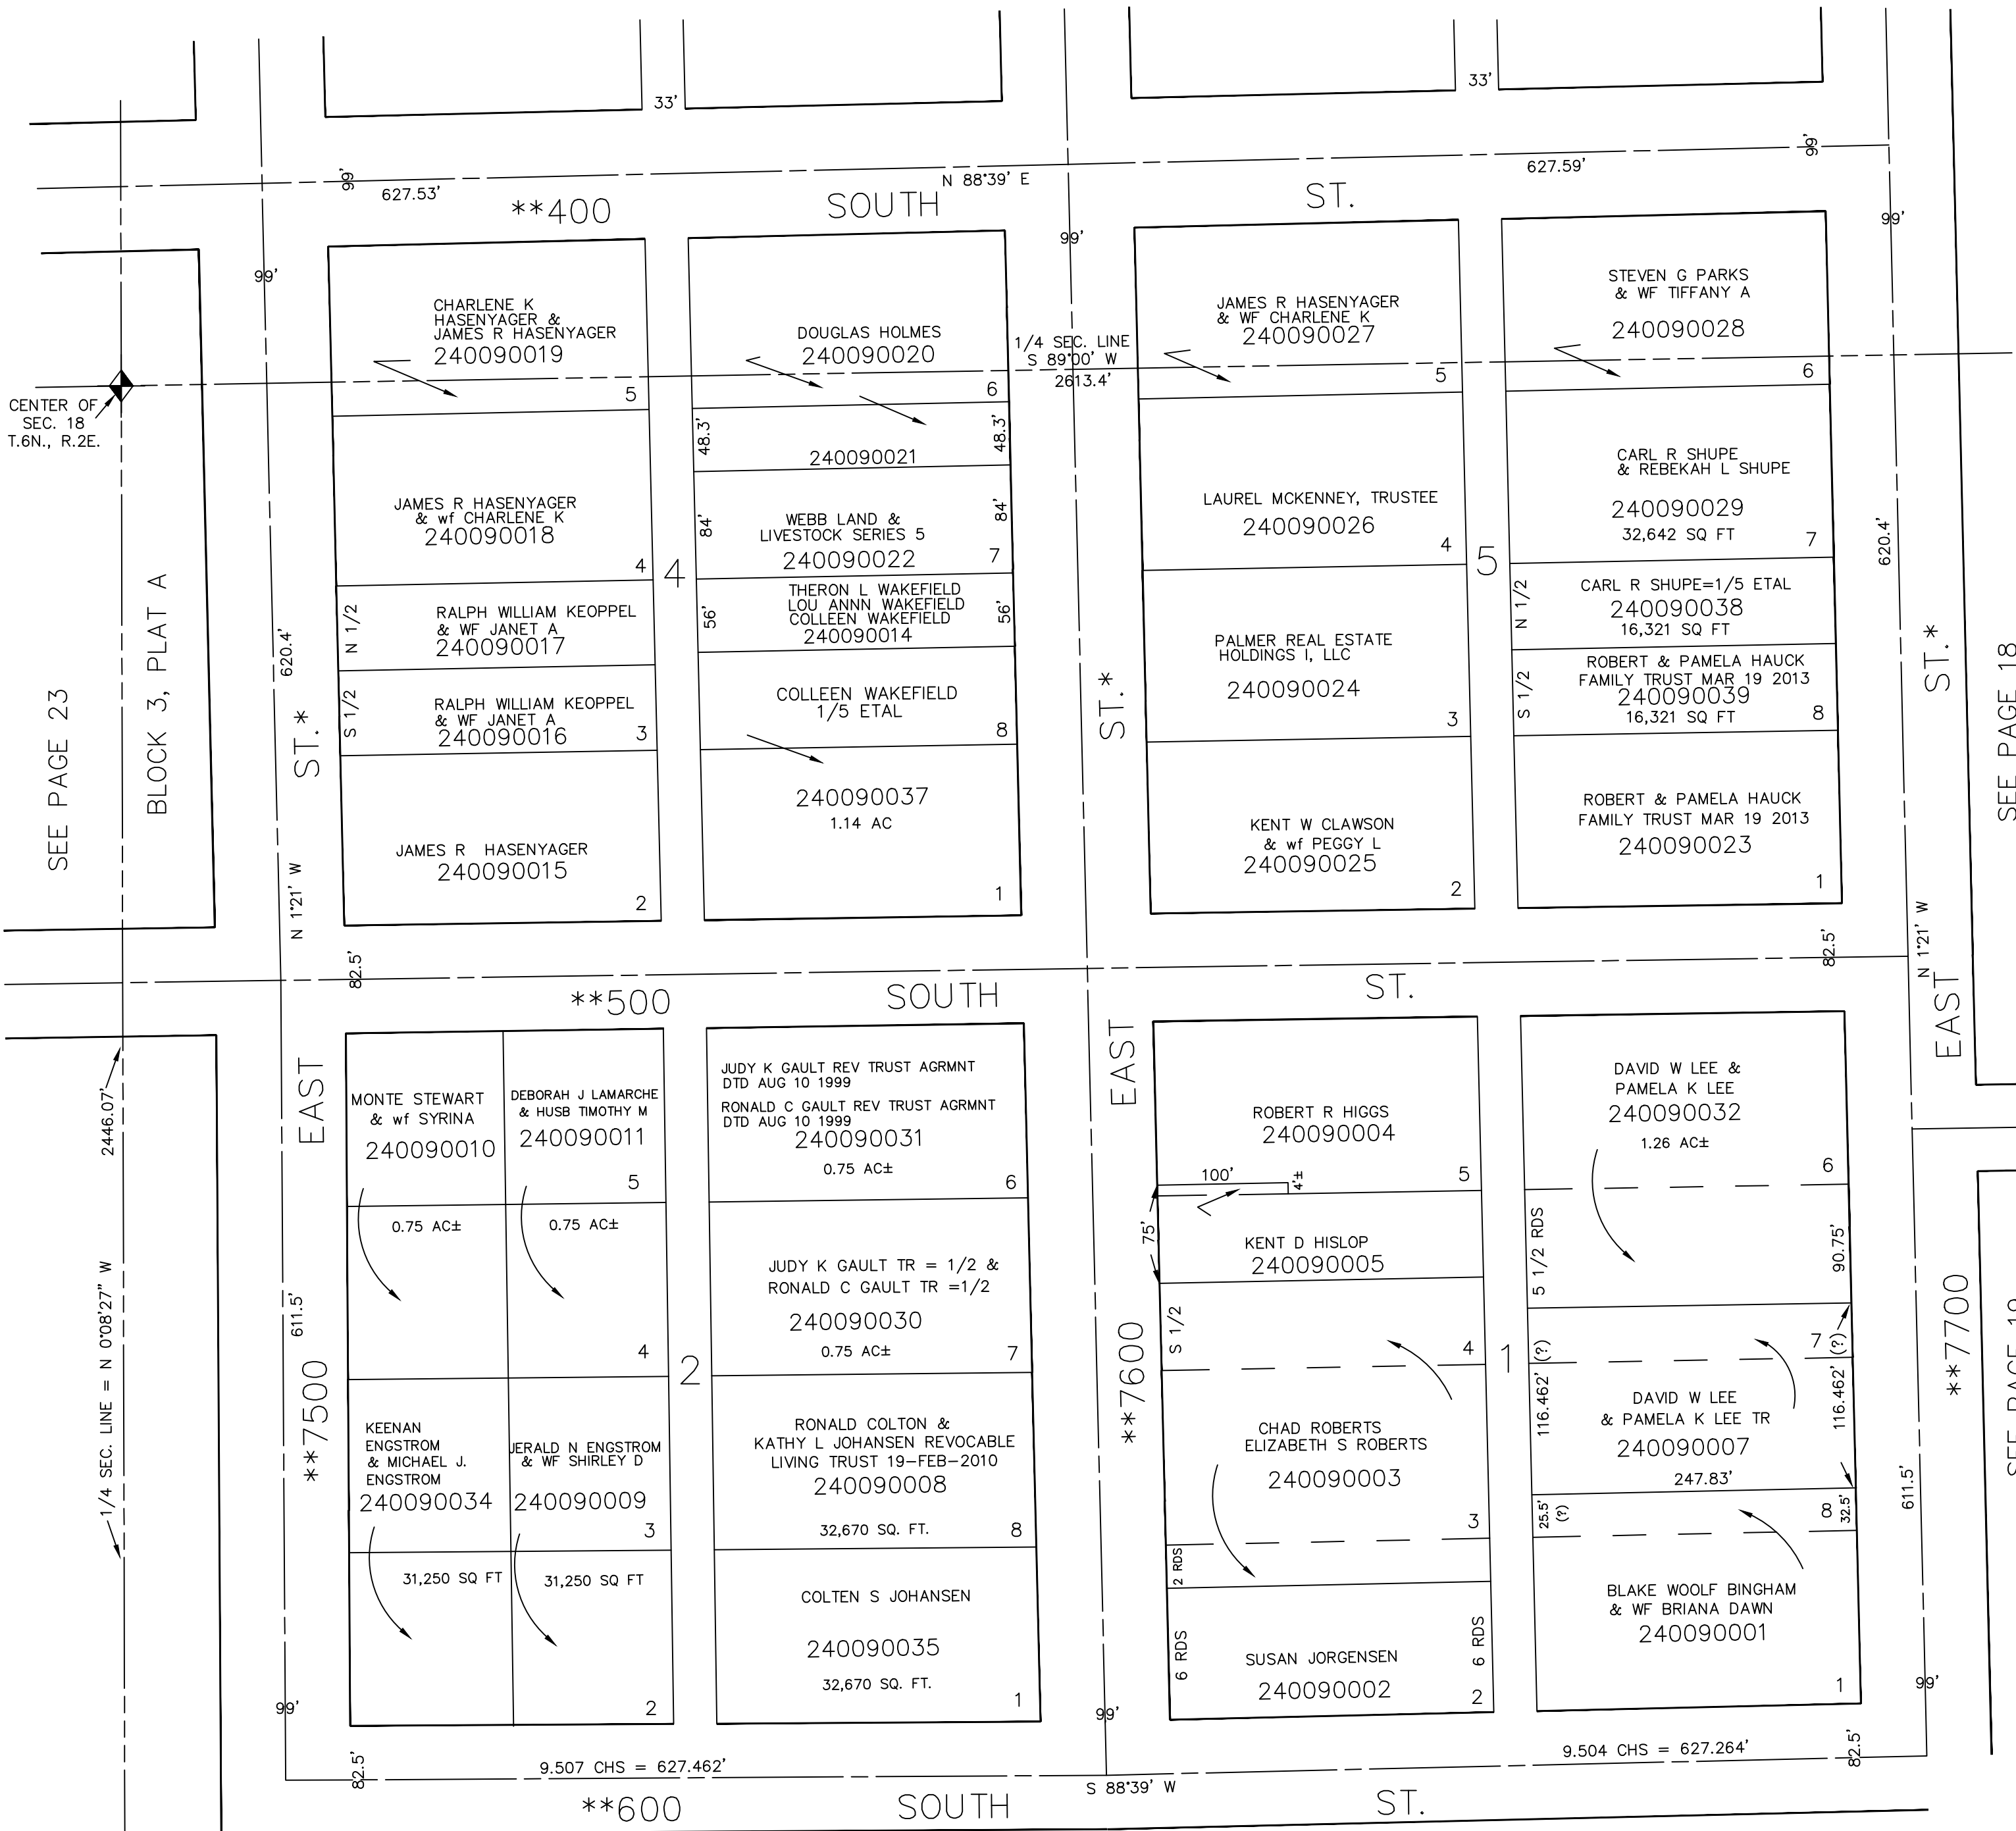 33'
33'
99'
627.53'
N 88°39' E
627.59'
99'
**400 SOUTH ST.
99'
99'
99'
CHARLENE K
HASENYAGER &
JAMES R HASENYAGER
240090019
5
DOUGLAS HOLMES
240090020
6
1/4 SEC. LINE
S 89°00' W
2613.4'
JAMES R HASENYAGER
& WF CHARLENE K
240090027
5
STEVEN G PARKS
& WF TIFFANY A
240090028
6
CENTER OF
SEC. 18
T.6N., R.2E.
48.3'
48.3'
240090021
JAMES R HASENYAGER
& wf CHARLENE K
240090018
4
84'
84'
WEBB LAND &
LIVESTOCK SERIES 5
240090022
7
4
LAUREL MCKENNEY, TRUSTEE
240090026
4
CARL R SHUPE
& REBEKAH L SHUPE
240090029
32,642 SQ FT
7
5
620.4'
N 1/2
RALPH WILLIAM KEOPPEL
& WF JANET A
240090017
56'
THERON L WAKEFIELD
LOU ANNN WAKEFIELD
COLLEEN WAKEFIELD
240090014
56'
N 1/2
CARL R SHUPE=1/5 ETAL
240090038
16,321 SQ FT
620.4'
S 1/2
RALPH WILLIAM KEOPPEL
& WF JANET A
240090016
3
COLLEEN WAKEFIELD
1/5 ETAL
8
PALMER REAL ESTATE
HOLDINGS I, LLC
240090024
3
S 1/2
ROBERT & PAMELA HAUCK
FAMILY TRUST MAR 19 2013
240090039
16,321 SQ FT
8
SEE PAGE 23
BLOCK 3, PLAT A
SEE PAGE 18
JAMES R HASENYAGER
240090015
2
240090037
1.14 AC
1
KENT W CLAWSON
& wf PEGGY L
240090025
2
ROBERT & PAMELA HAUCK
FAMILY TRUST MAR 19 2013
240090023
1
N 1°21' W
N 1°21' W
82.5'
82.5'
**500 SOUTH ST.
**7500 EAST ST.*
**7600 EAST ST.*
**7700 EAST ST.*
2446.07'
1/4 SEC. LINE = N 0°08'27" W
MONTE STEWART
& wf SYRINA
240090010
0.75 AC±
DEBORAH J LAMARCHE
& HUSB TIMOTHY M
240090011
5
0.75 AC±
4
JUDY K GAULT REV TRUST AGRMNT
DTD AUG 10 1999
RONALD C GAULT REV TRUST AGRMNT
DTD AUG 10 1999
240090031
0.75 AC±
6
JUDY K GAULT TR = 1/2 &
RONALD C GAULT TR =1/2
240090030
0.75 AC±
7
2
ROBERT R HIGGS
240090004
5
100'
4'±
75'
KENT D HISLOP
240090005
S 1/2
4
1
DAVID W LEE &
PAMELA K LEE
240090032
1.26 AC±
6
5 1/2 RDS
90.75'
7
(?)
(?)
611.5'
KEENAN
ENGSTROM
& MICHAEL J.
ENGSTROM
240090034
31,250 SQ FT
JERALD N ENGSTROM
& WF SHIRLEY D
240090009
3
31,250 SQ FT
2
RONALD COLTON &
KATHY L JOHANSEN REVOCABLE
LIVING TRUST 19-FEB-2010
240090008
32,670 SQ. FT.
8
COLTEN S JOHANSEN
240090035
32,670 SQ. FT.
1
CHAD ROBERTS
ELIZABETH S ROBERTS
240090003
3
2 RDS
6 RDS
6 RDS
SUSAN JORGENSEN
240090002
2
116.462'
116.462'
DAVID W LEE
& PAMELA K LEE TR
240090007
247.83'
25.5'
(?)
8
32.5'
BLAKE WOOLF BINGHAM
& WF BRIANA DAWN
240090001
1
611.5'
99'
99'
99'
82.5'
9.507 CHS = 627.462'
S 88°39' W
9.504 CHS = 627.264'
82.5'
**600 SOUTH ST.